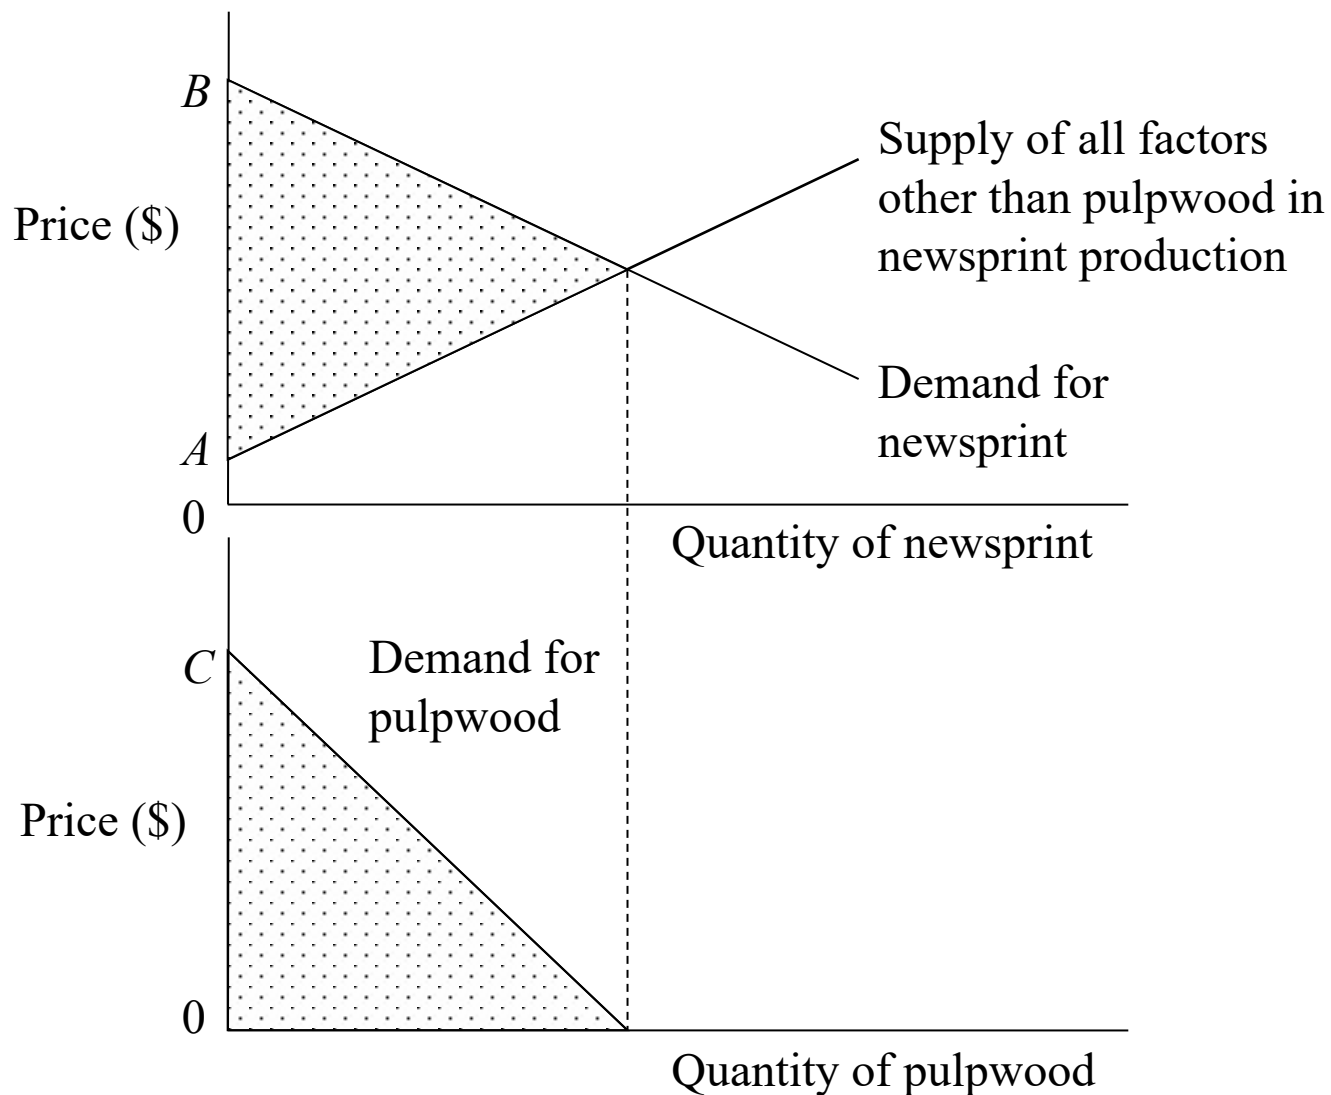 B
Supply of all factors
other than pulpwood in
newsprint production
Price ($)
Demand for
newsprint
A
0
Quantity of newsprint
C
Demand for
pulpwood
Price ($)
0
Quantity of pulpwood